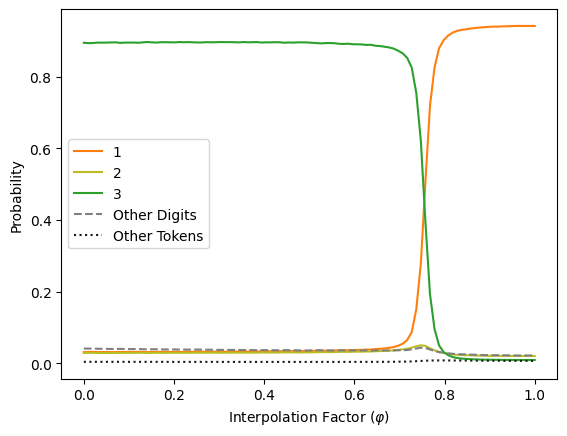 0.8
0.6
0.4
0.2
0.0
Probability
1
2
3
Other Digits
Other Tokens
0.0 0.2 0.4 0.6 0.8 1.0
Interpolation Factor (φ)